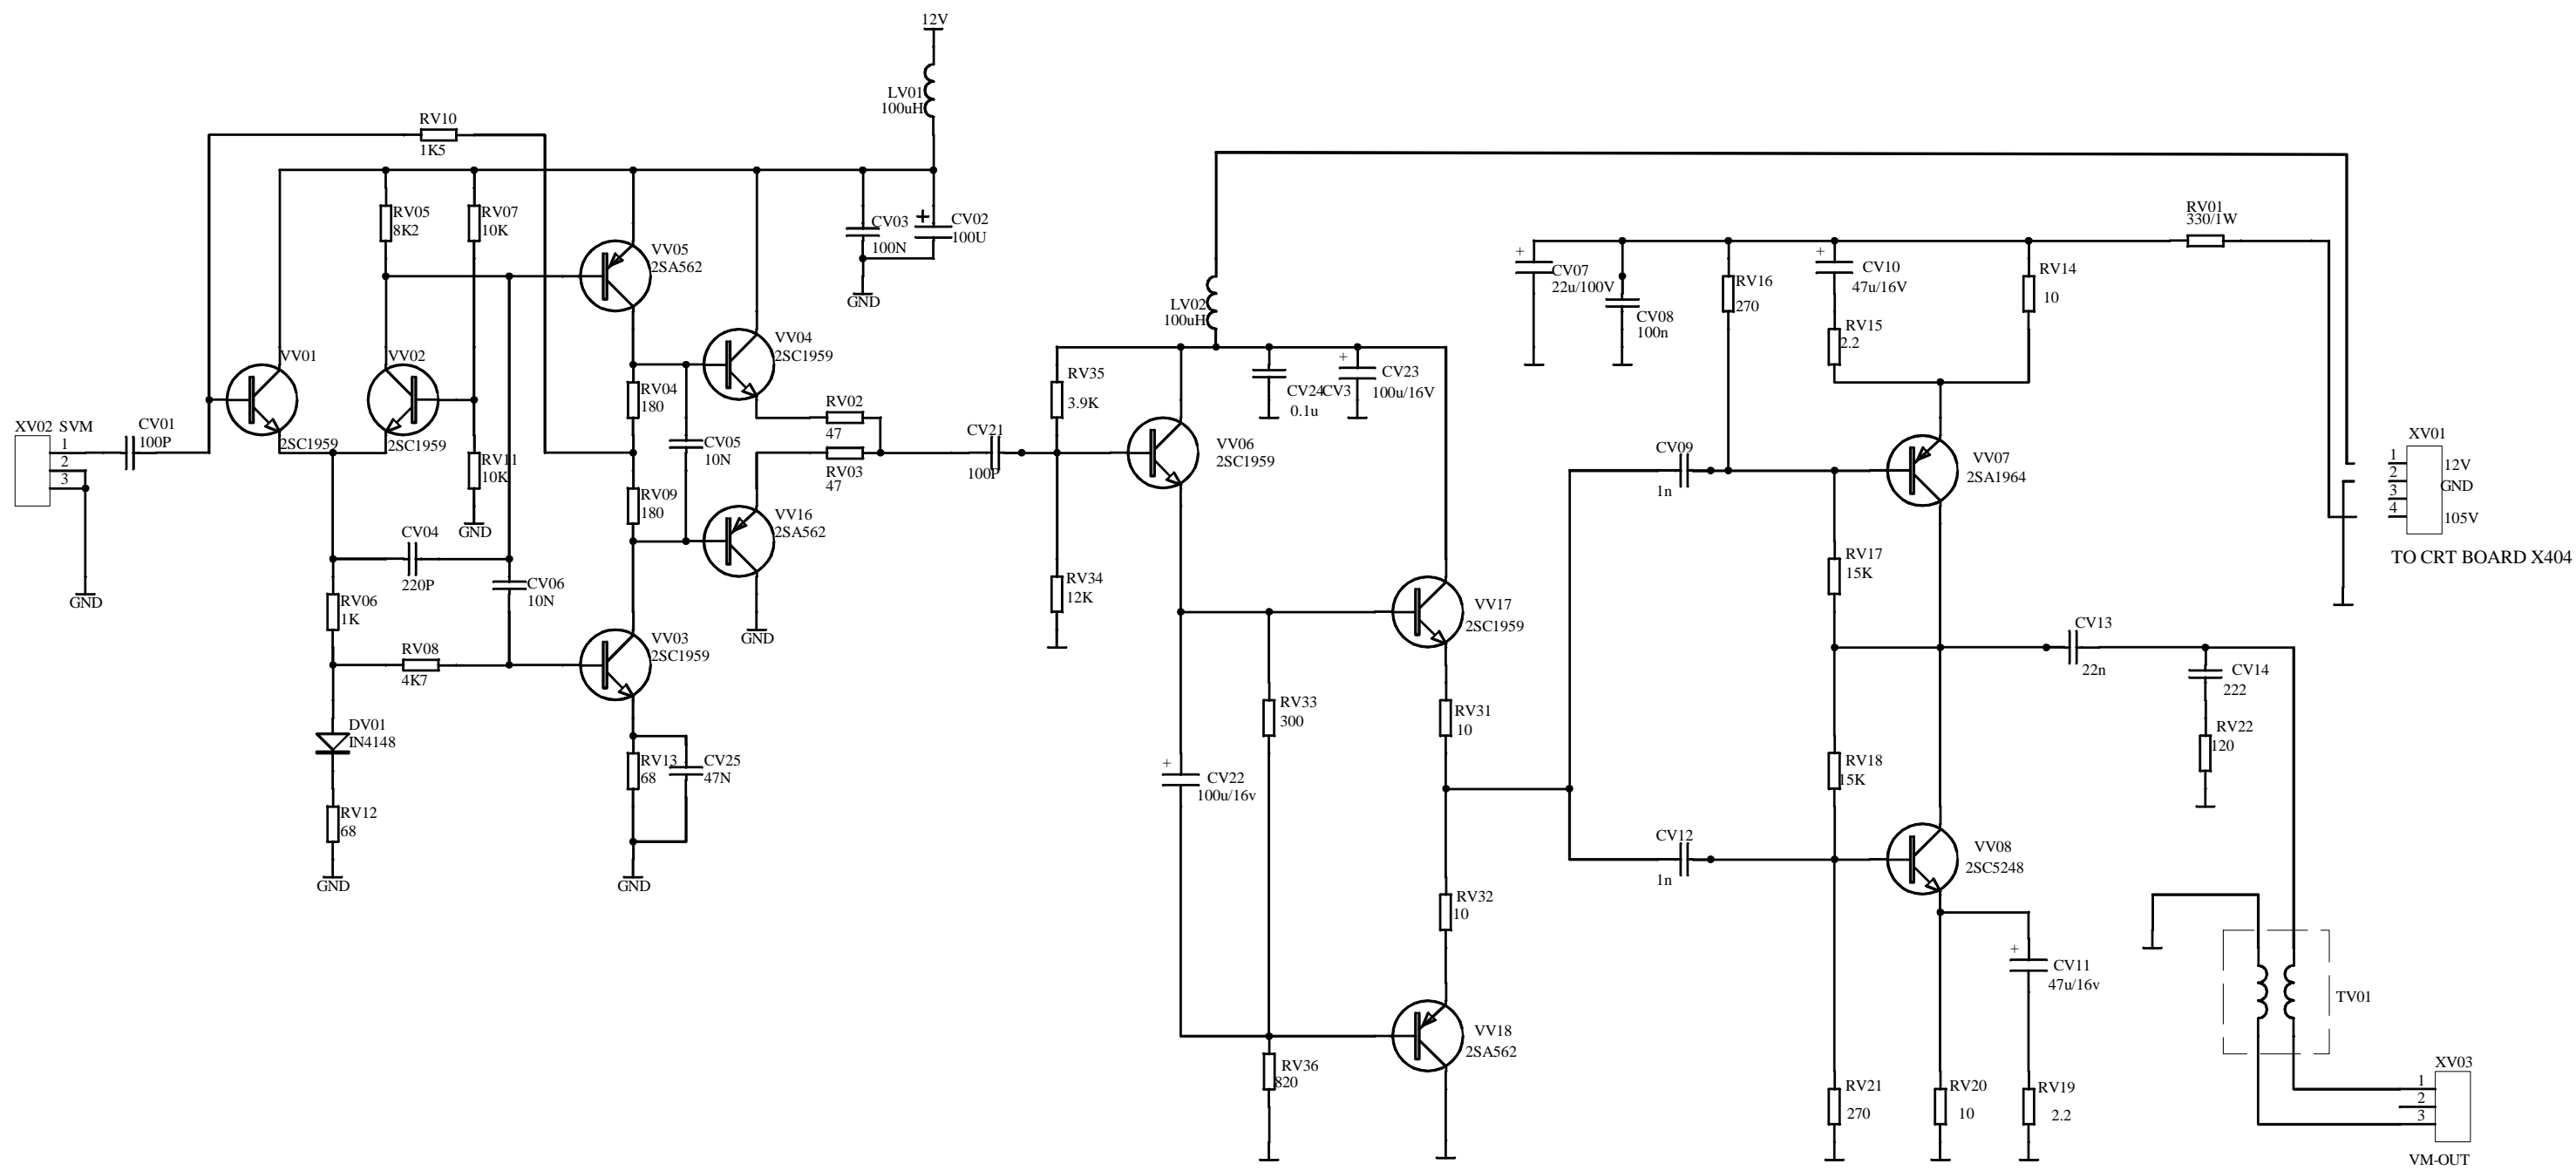 12V
LV01
100uH
RV10
1K5
RV05
8K2
RV07
10K
VV05
2SA562
CV03
100N
+
CV02
100U
GND
VV01
2SC1959
VV02
2SC1959
VV04
2SC1959
RV04
180
RV02
47
RV03
47
XV02 SVM
1
2
3
CV01
100P
GND
RV11
10K
GND
CV05
10N
RV09
180
VV16
2SA562
GND
CV04
220P
CV06
10N
RV06
1K
RV08
4K7
VV03
2SC1959
DV01
IN4148
RV12
68
GND
RV13
68
CV25
47N
GND
CV21
100P
LV02
100uH
RV35
3.9K
VV06
2SC1959
CV24
0.1u
CV3
+
CV23
100u/16V
RV34
12K
VV17
2SC1959
RV33
300
RV31
10
+
CV22
100u/16v
RV32
10
VV18
2SA562
RV36
820
+
CV07
22u/100V
CV08
100n
RV16
270
+
CV10
47u/16V
RV15
2.2
RV14
10
RV01
330/1W
CV09
1n
VV07
2SA1964
RV17
15K
RV18
15K
CV12
1n
VV08
2SC5248
CV13
22n
CV14
222
RV22
120
+
CV11
47u/16v
RV21
270
RV20
10
RV19
2.2
XV01
1
2
3
4
12V
GND
105V
TO CRT BOARD X404
TV01
XV03
1
2
3
VM-OUT